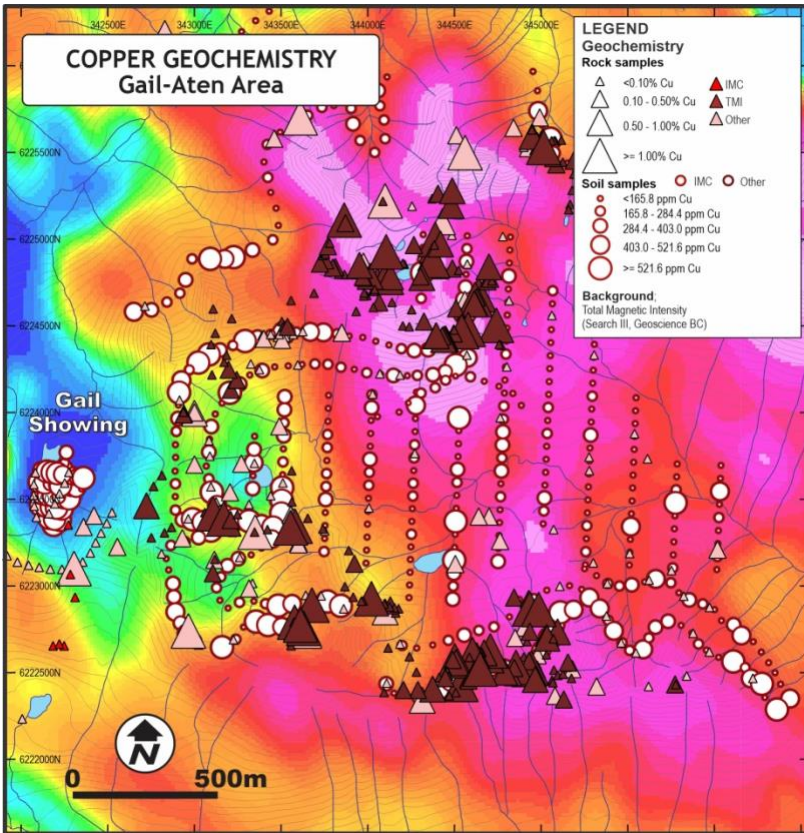 342500E 343000E 343500E 344000E 344500E 345000E
COPPER GEOCHEMISTRY
Gail-Aten Area
LEGEND
Geochemistry
Rock samples
<0.10% Cu
0.10 - 0.50% Cu
0.50 - 1.00% Cu
>= 1.00% Cu
IMC
TMI
Other
Soil samples
IMC
Other
<165.8 ppm Cu
165.8 - 284.4 ppm Cu
284.4 - 403.0 ppm Cu
403.0 - 521.6 ppm Cu
>= 521.6 ppm Cu
Background;
Total Magnetic Intensity
(Search III, Geoscience BC)
6225500N
6225000N
6224500N
6224000N
Gail
Showing
6223000N
6222500N
6222000N
N
0 500m